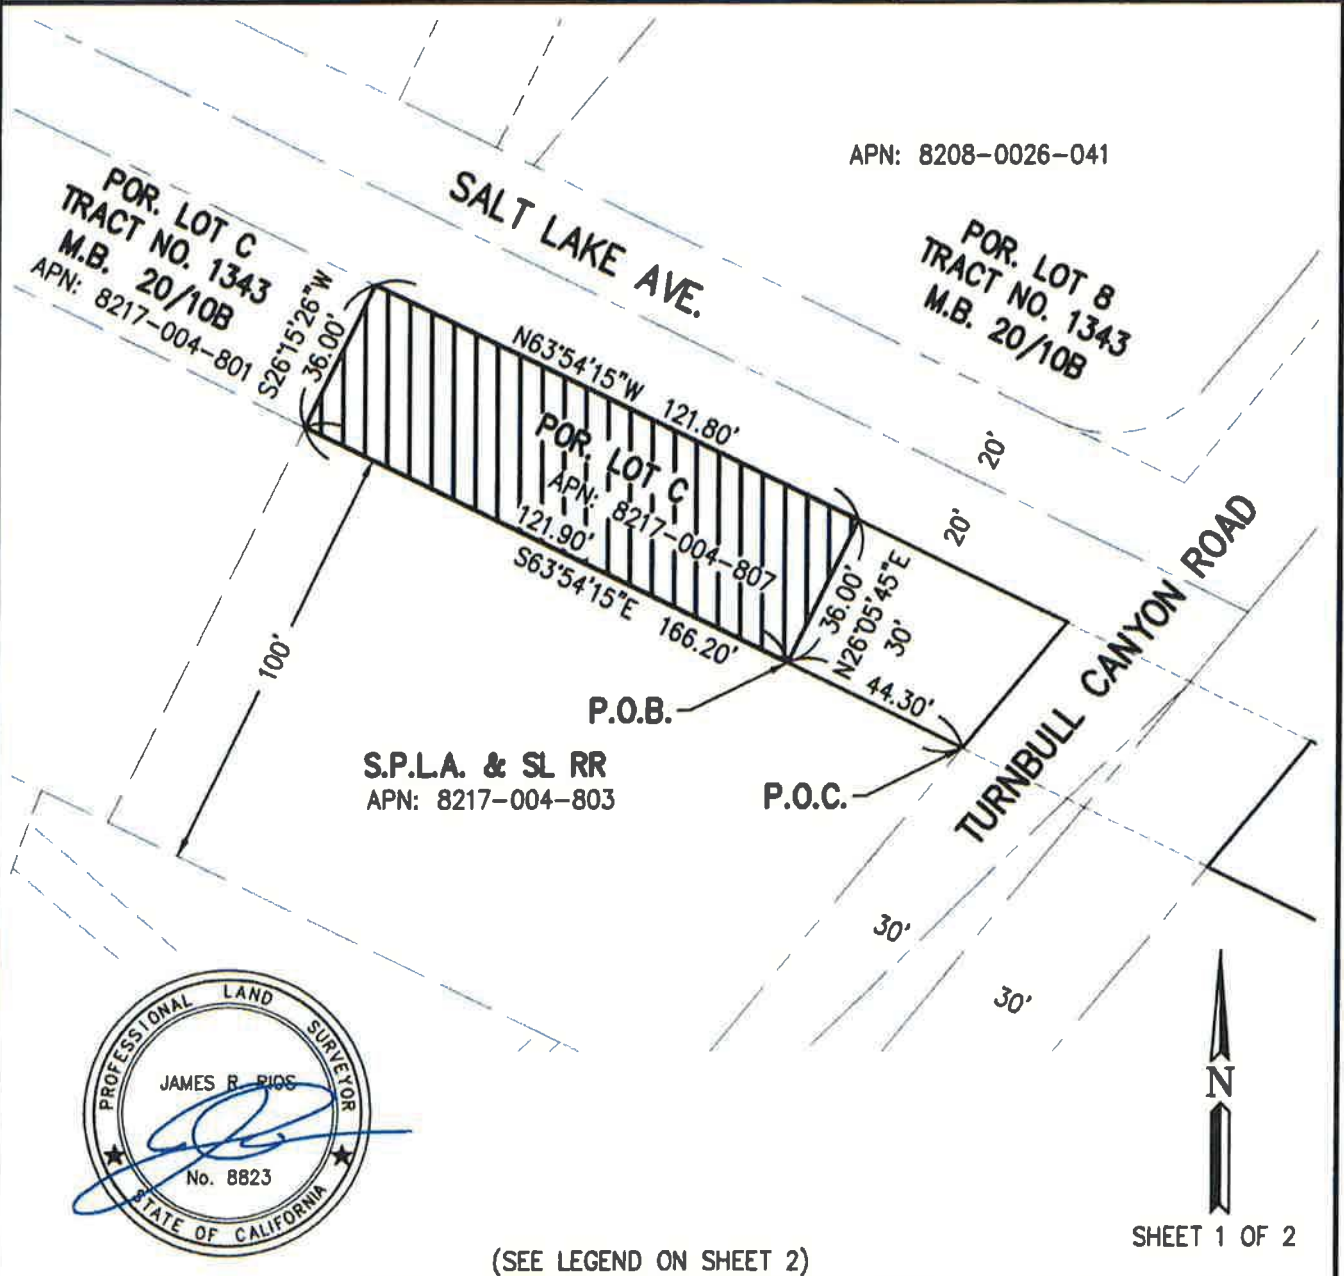 APN: 8208-0026-041
SALT LAKE AVE.
POR. LOT C
TRACT NO. 1343
M.B. 20/10B
APN: 8217-004-801
POR. LOT B
TRACT NO. 1343
M.B. 20/10B
S26°15'26"W
36.00'
N63°54'15"W 121.80'
POR. LOT C
APN: 8217-004-807
121.90'
S63°54'15"E 166.20'
20'
20'
36.00'
N26°05'45"E
30'
44.30'
100'
P.O.B.
P.O.C.
S.P.L.A. & SL RR
APN: 8217-004-803
TURNBULL CANYON ROAD
30'
30'
PROFESSIONAL LAND SURVEYOR
JAMES R. RIOS
No. 8823
STATE OF CALIFORNIA
N
SHEET 1 OF 2
(SEE LEGEND ON SHEET 2)